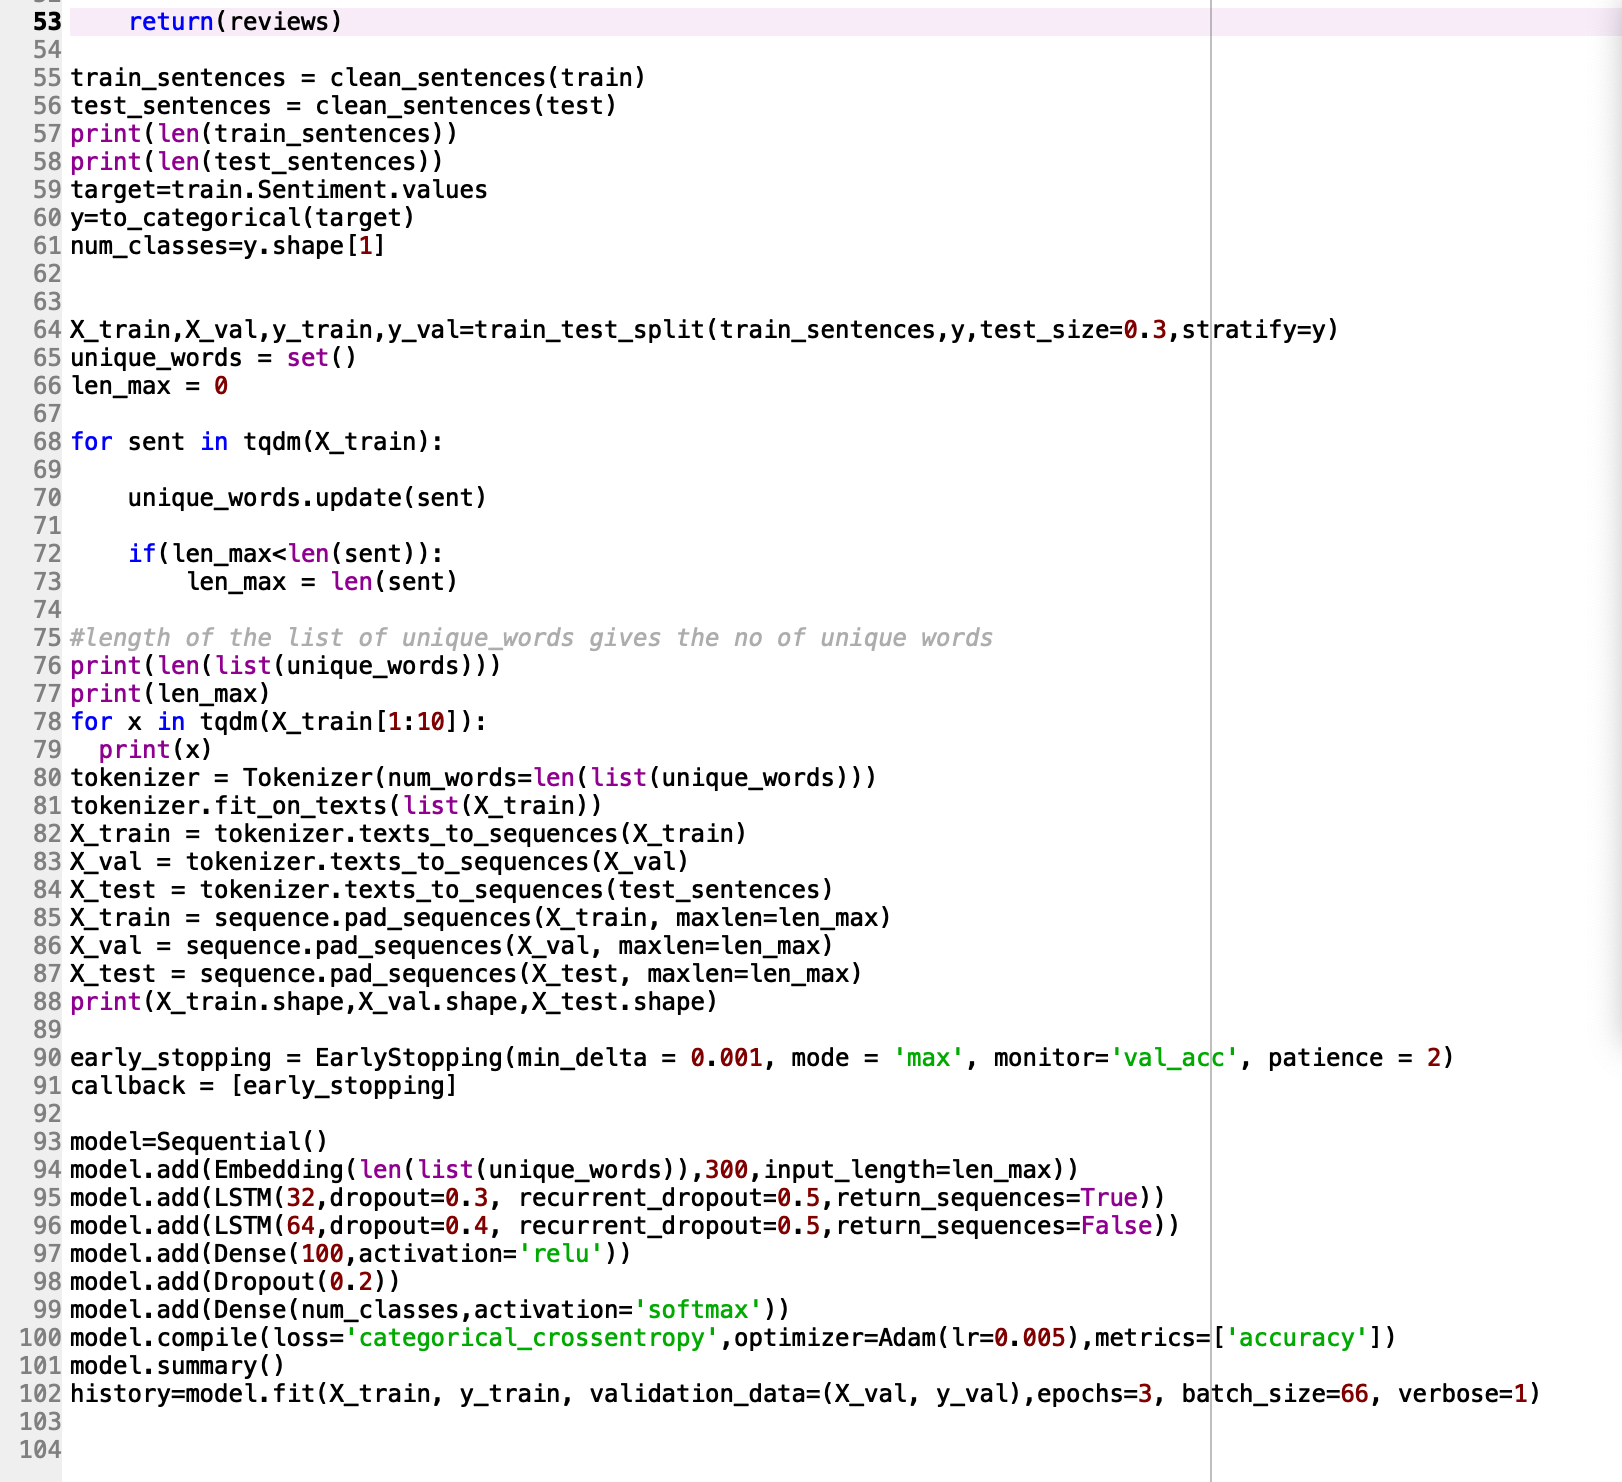 53     return(reviews)
54
55 train_sentences = clean_sentences(train)
56 test_sentences = clean_sentences(test)
57 print(len(train_sentences))
58 print(len(test_sentences))
59 target=train.Sentiment.values
60 y=to_categorical(target)
61 num_classes=y.shape[1]
62
63
64 X_train,X_val,y_train,y_val=train_test_split(train_sentences,y,test_size=0.3,stratify=y)
65 unique_words = set()
66 len_max = 0
67
68 for sent in tqdm(X_train):
69
70     unique_words.update(sent)
71
72     if(len_max<len(sent)):
73         len_max = len(sent)
74
75 #length of the list of unique_words gives the no of unique words
76 print(len(list(unique_words)))
77 print(len_max)
78 for x in tqdm(X_train[1:10]):
79   print(x)
80 tokenizer = Tokenizer(num_words=len(list(unique_words)))
81 tokenizer.fit_on_texts(list(X_train))
82 X_train = tokenizer.texts_to_sequences(X_train)
83 X_val = tokenizer.texts_to_sequences(X_val)
84 X_test = tokenizer.texts_to_sequences(test_sentences)
85 X_train = sequence.pad_sequences(X_train, maxlen=len_max)
86 X_val = sequence.pad_sequences(X_val, maxlen=len_max)
87 X_test = sequence.pad_sequences(X_test, maxlen=len_max)
88 print(X_train.shape,X_val.shape,X_test.shape)
89
90 early_stopping = EarlyStopping(min_delta = 0.001, mode = 'max', monitor='val_acc', patience = 2)
91 callback = [early_stopping]
92
93 model=Sequential()
94 model.add(Embedding(len(list(unique_words)),300,input_length=len_max))
95 model.add(LSTM(32,dropout=0.3, recurrent_dropout=0.5,return_sequences=True))
96 model.add(LSTM(64,dropout=0.4, recurrent_dropout=0.5,return_sequences=False))
97 model.add(Dense(100,activation='relu'))
98 model.add(Dropout(0.2))
99 model.add(Dense(num_classes,activation='softmax'))
100 model.compile(loss='categorical_crossentropy',optimizer=Adam(lr=0.005),metrics=['accuracy'])
101 model.summary()
102 history=model.fit(X_train, y_train, validation_data=(X_val, y_val),epochs=3, batch_size=66, verbose=1)
103
104